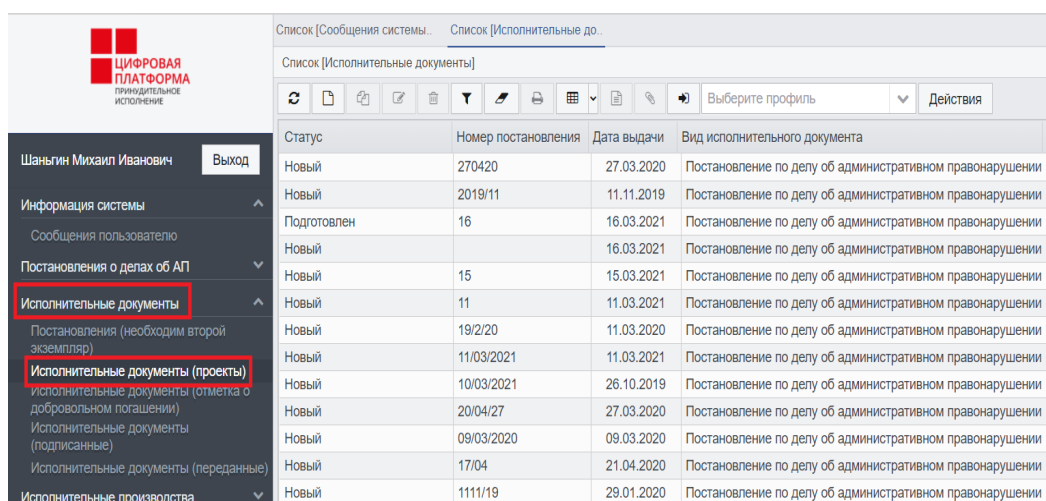 ЦИФРОВАЯ
ПЛАТФОРМА
ПРИНУДИТЕЛЬНОЕ
ИСПОЛНЕНИЕ
Шаньгин Михаил Иванович Выход
Информация системы
Сообщения пользователю
Постановления о делах об АП
Исполнительные документы
Постановления (необходим второй
экземпляр)
Исполнительные документы (проекты)
Исполнительные документы (отметка о
добровольном погашении)
Исполнительные документы
(подписанные)
Исполнительные документы (переданные)
Исполнительные производства
Список [Сообщения системы.. Список [Исполнительные до..
Список [Исполнительные документы]
Выберите профиль Действия
Статус Номер постановления Дата выдачи Вид исполнительного документа
Новый 270420 27.03.2020 Постановление по делу об административном правонарушении
Новый 2019/11 11.11.2019 Постановление по делу об административном правонарушении
Подготовлен 16 16.03.2021 Постановление по делу об административном правонарушении
Новый 16.03.2021 Постановление по делу об административном правонарушении
Новый 15 15.03.2021 Постановление по делу об административном правонарушении
Новый 11 11.03.2021 Постановление по делу об административном правонарушении
Новый 19/2/20 11.03.2020 Постановление по делу об административном правонарушении
Новый 11/03/2021 11.03.2021 Постановление по делу об административном правонарушении
Новый 10/03/2021 26.10.2019 Постановление по делу об административном правонарушении
Новый 20/04/27 27.03.2020 Постановление по делу об административном правонарушении
Новый 09/03/2020 09.03.2020 Постановление по делу об административном правонарушении
Новый 17/04 21.04.2020 Постановление по делу об административном правонарушении
Новый 1111/19 29.01.2020 Постановление по делу об административном правонарушении